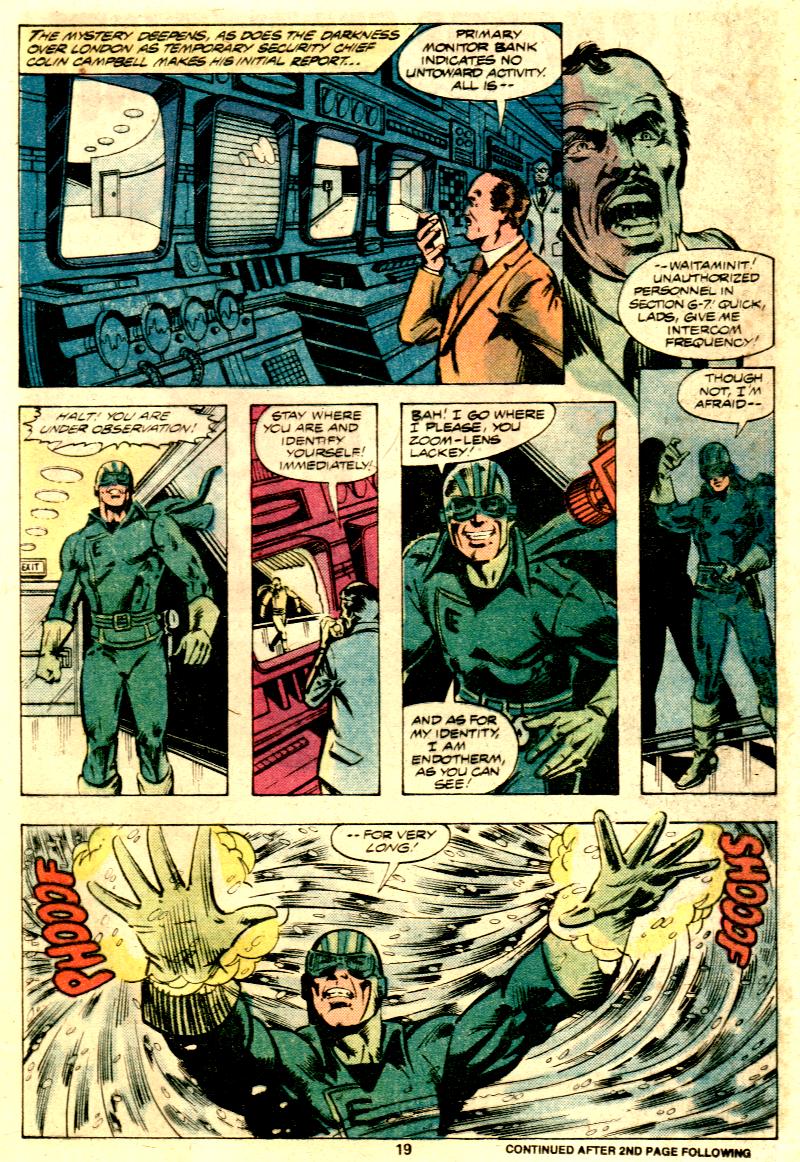 THE MYSTERY DEEPENS, AS DOES THE DARKNESS
OVER LONDON AS TEMPORARY SECURITY CHIEF
COLIN CAMPBELL MAKES HIS INITIAL REPORT...
PRIMARY
MONITOR BANK
INDICATES NO
UNTOWARD ACTIVITY.
ALL IS--
--WAITAMINIT!
UNAUTHORIZED
PERSONNEL IN
SECTION G-7! QUICK,
LADS, GIVE ME
INTERCOM
FREQUENCY!
HALT! YOU ARE
UNDER OBSERVATION!
EXIT
E
STAY WHERE
YOU ARE AND
IDENTIFY
YOURSELF!
IMMEDIATELY!
BAH! I GO WHERE
I PLEASE, YOU
ZOOM-LENS
LACKEY!
E
AND AS FOR
MY IDENTITY,
I AM
ENDOTHERM,
AS YOU CAN
SEE!
THOUGH
NOT, I'M
AFRAID--
--FOR VERY
LONG!
PHOOOF
SHOOOF
E
19
CONTINUED AFTER 2ND PAGE FOLLOWING